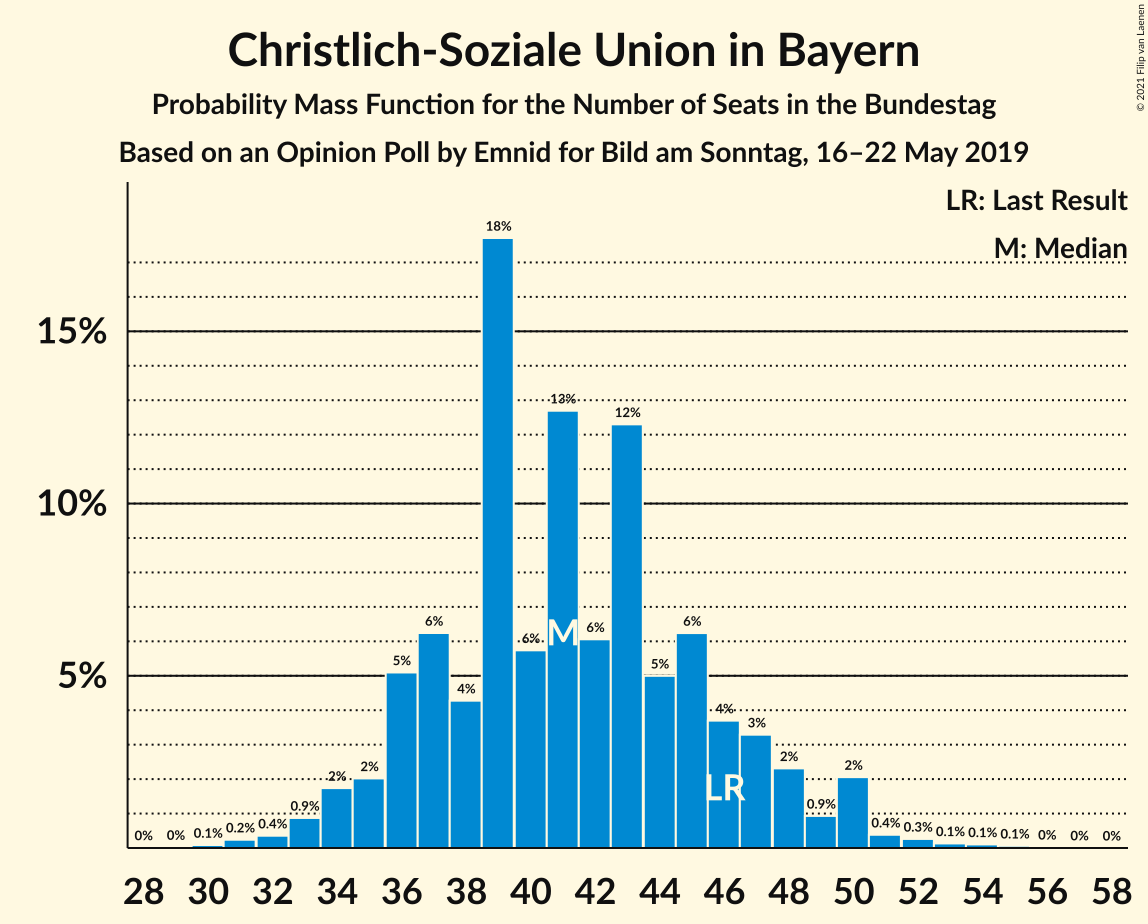 Christlich-Soziale Union in Bayern
Probability Mass Function for the Number of Seats in the Bundestag
Based on an Opinion Poll by Emnid for Bild am Sonntag, 16–22 May 2019
© 2021 Filip van Laenen
LR: Last Result
M: Median
15%
10%
5%
0% 0% 0.1% 0.2% 0.4% 0.9% 2% 2% 5% 6% 4% 18% 6% 13% 6% 12% 5% 6% 4% 3% 2% 0.9% 2% 0.4% 0.3% 0.1% 0.1% 0.1% 0% 0% 0%
M
LR
28 30 32 34 36 38 40 42 44 46 48 50 52 54 56 58